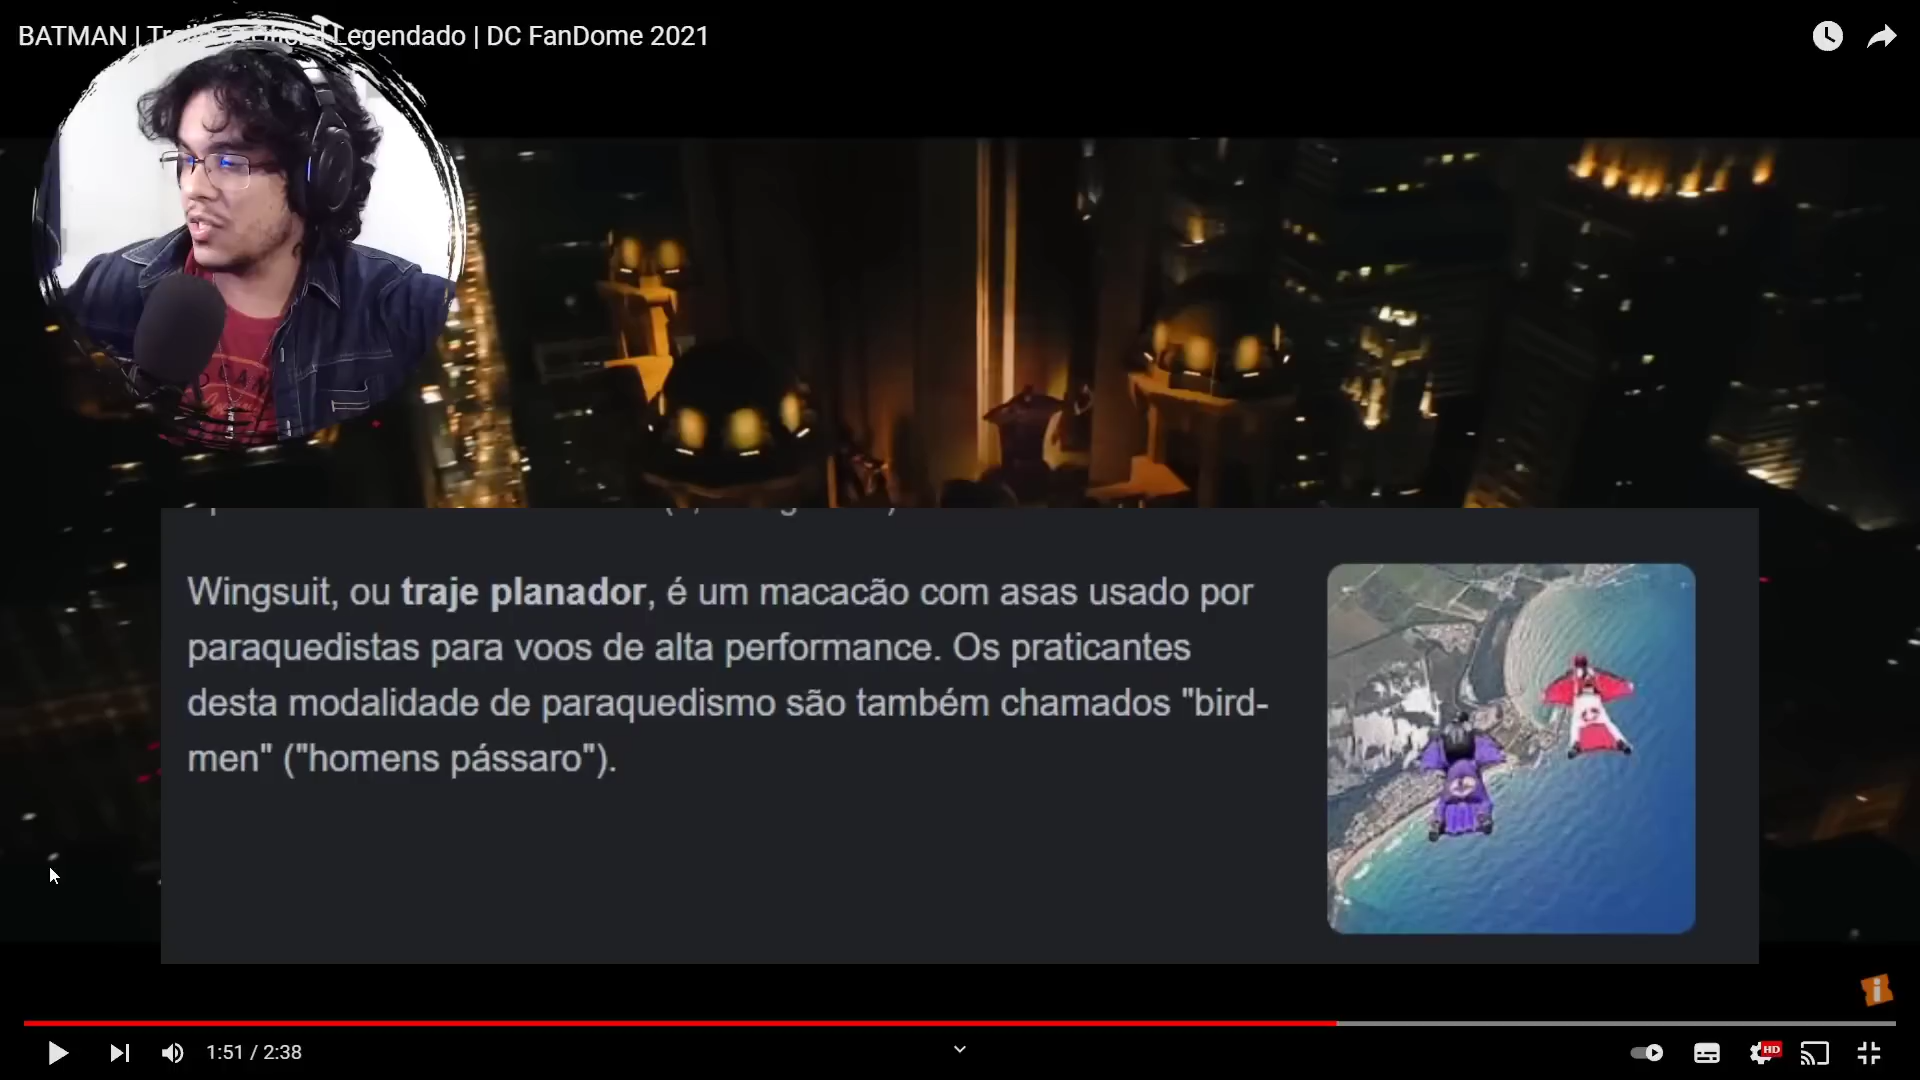 BATMAN | Oficial Legendado | DC FanDome 2021
Wingsuit, ou traje planador, é um macacão com asas usado por
paraquedistas para voos de alta performance. Os praticantes
desta modalidade de paraquedismo são também chamados "bird-
men" ("homens pássaro").
i
1:51 / 2:38
HD